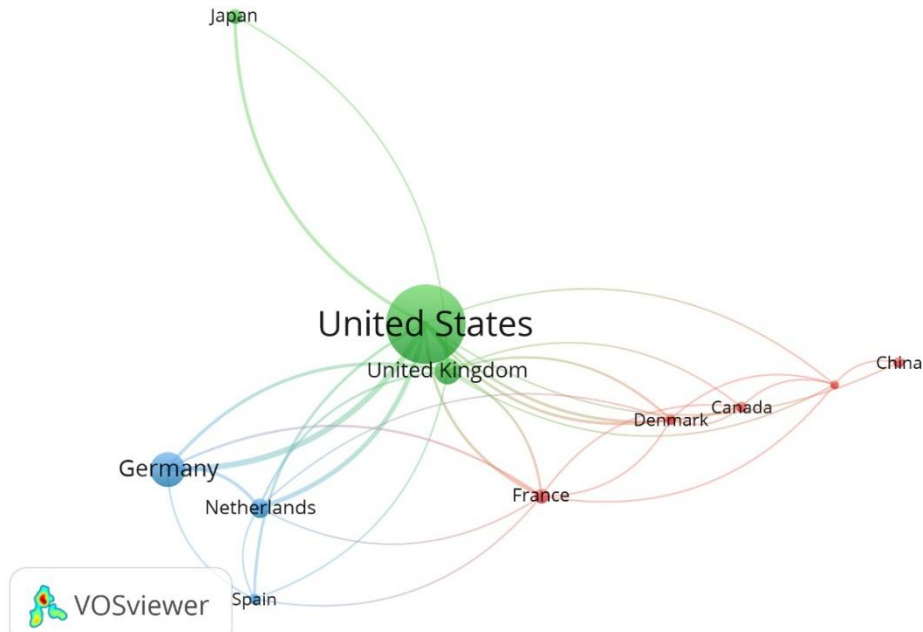 Japan
United States
United Kingdom
China
Canada
Denmark
Germany
France
Netherlands
Spain
VOSviewer